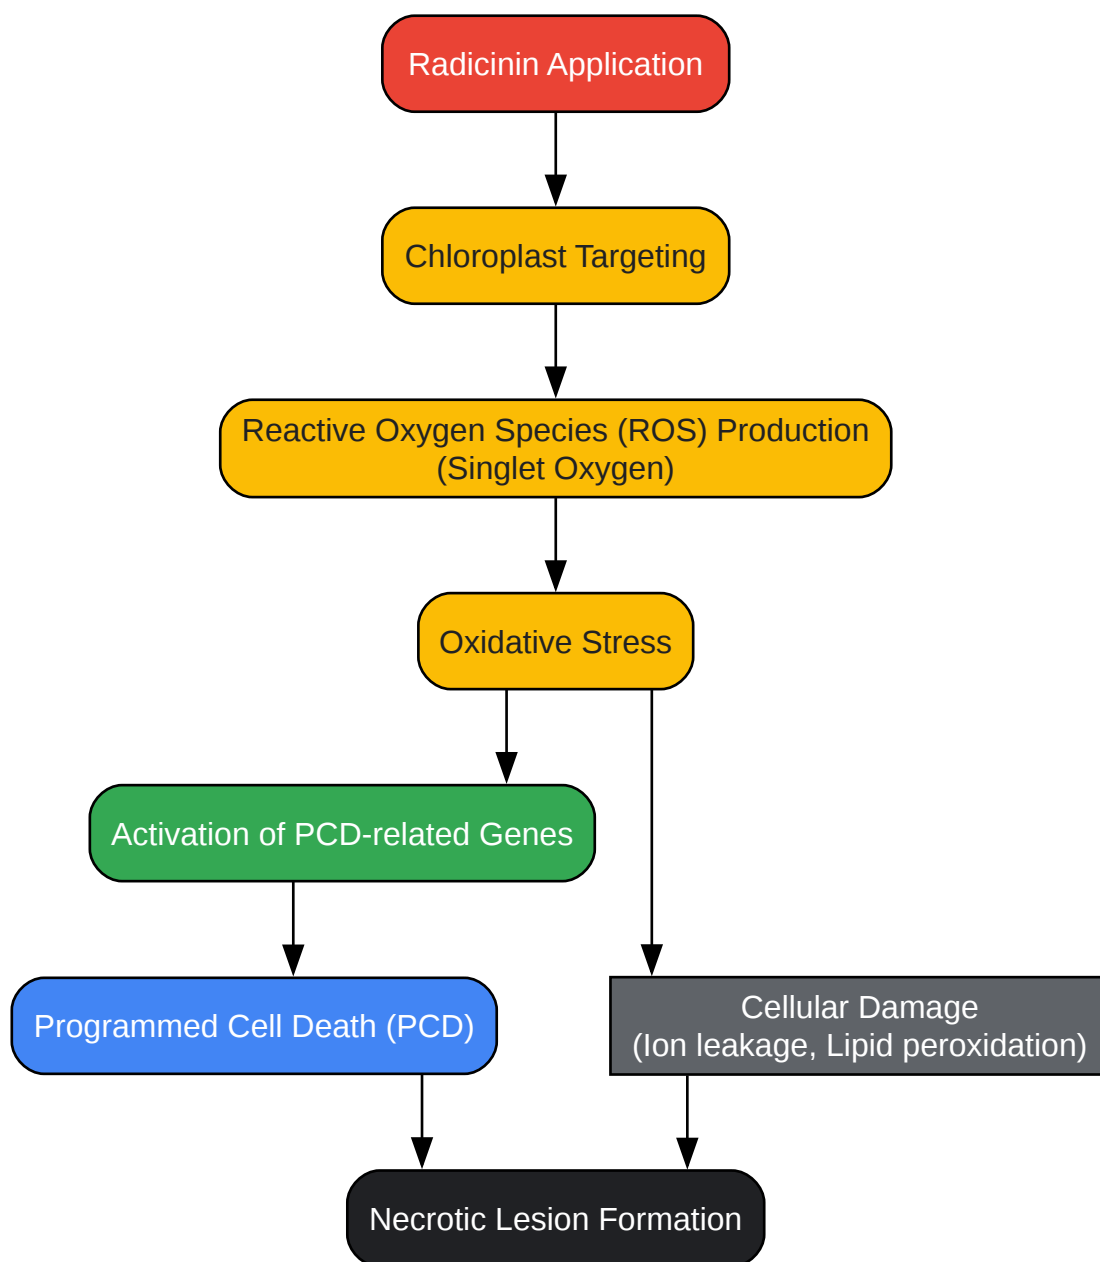 Radicinin Application
Chloroplast Targeting
Reactive Oxygen Species (ROS) Production
(Singlet Oxygen)
Oxidative Stress
Activation of PCD-related Genes
Programmed Cell Death (PCD)
Cellular Damage
(Ion leakage, Lipid peroxidation)
Necrotic Lesion Formation